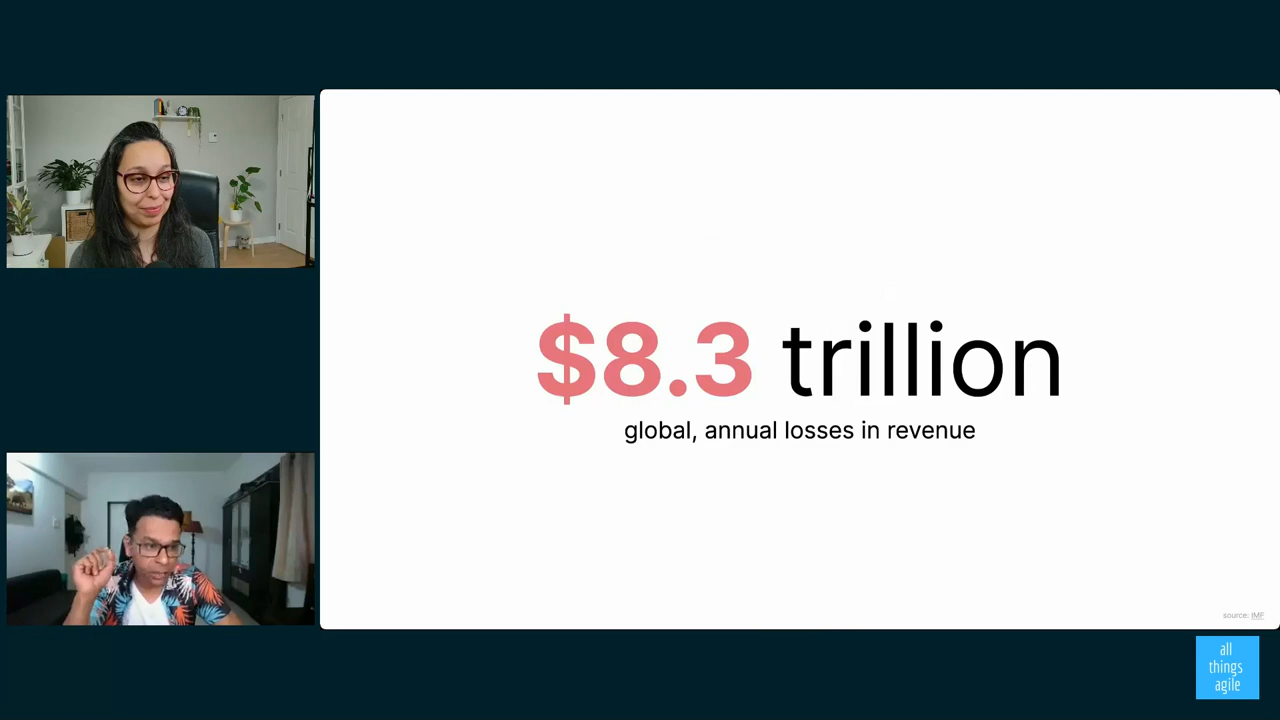 $8.3 trillion
global, annual losses in revenue
source: IMF
all
things
agile